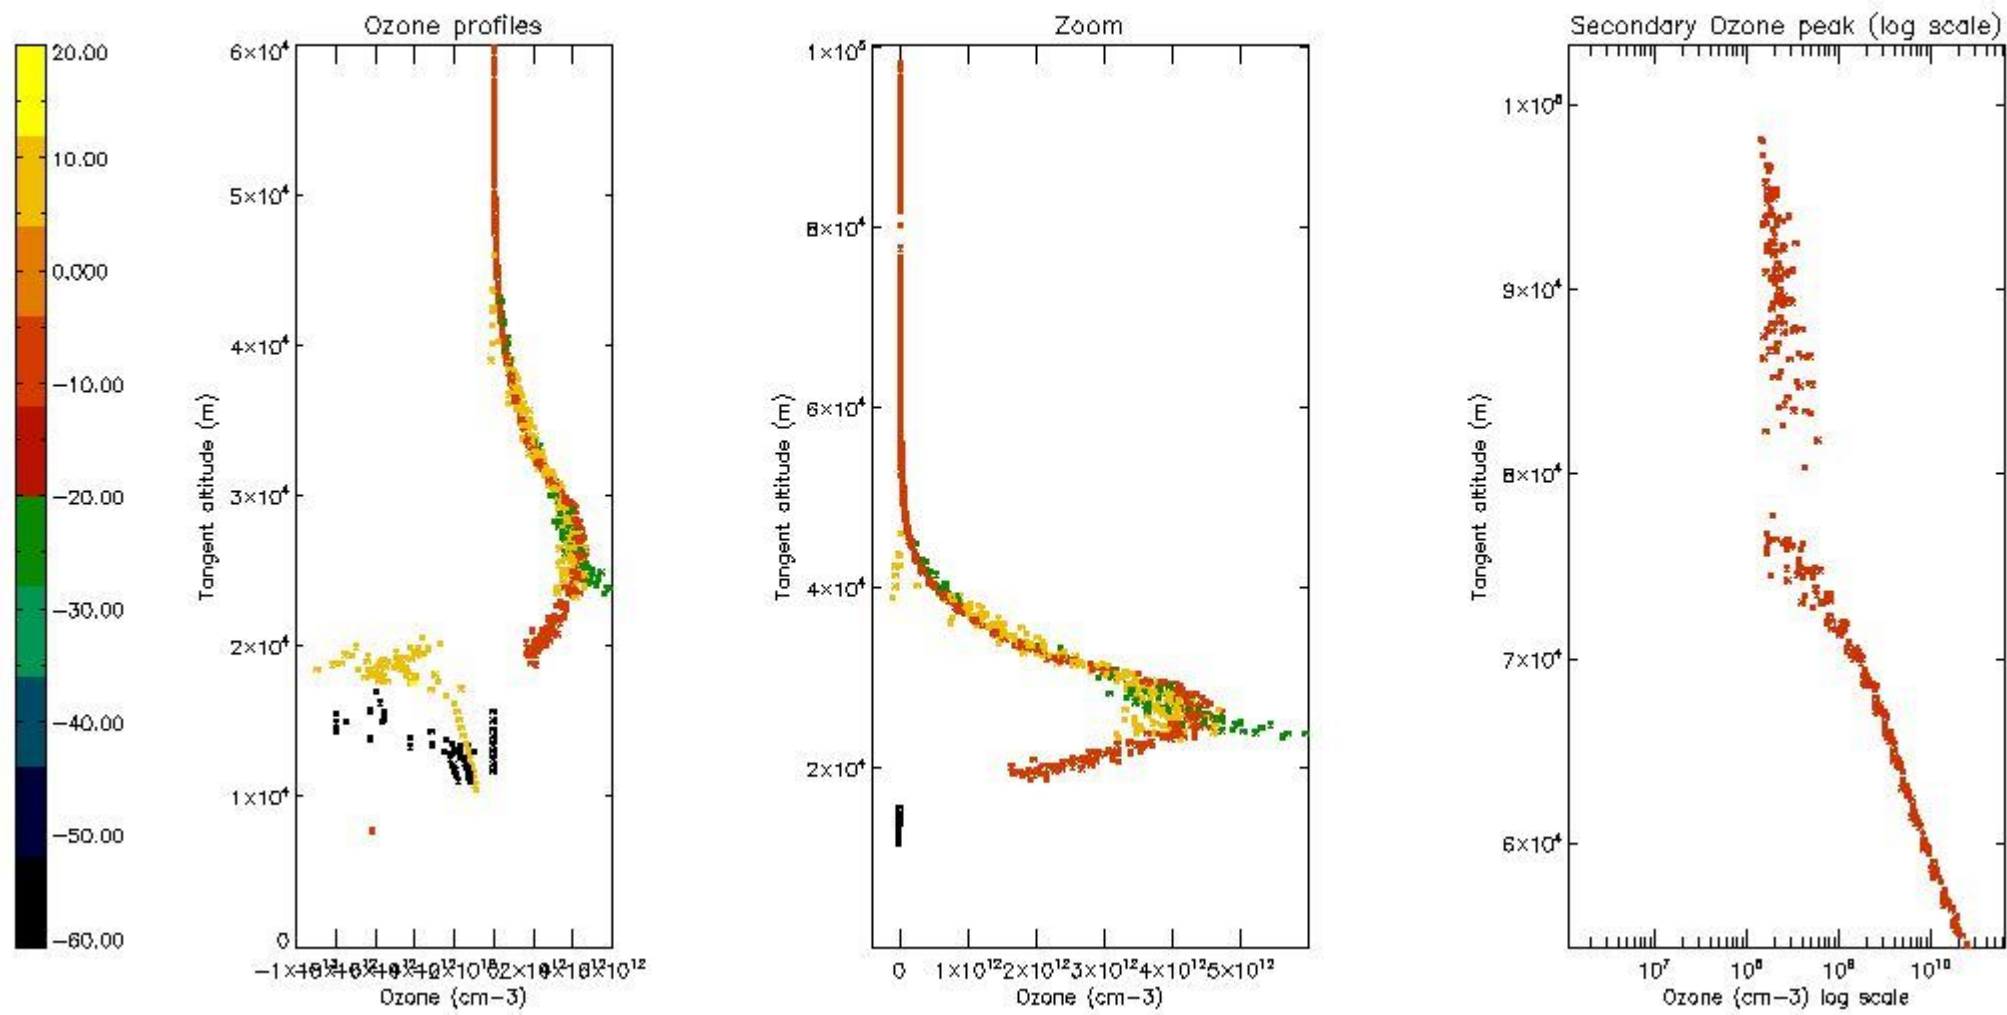 Ozone profiles
Zoom
Secondary Ozone peak (log scale)
20.00
10.00
0.000
−10.00
−20.00
−30.00
−40.00
−50.00
−60.00
6×10⁴
5×10⁴
4×10⁴
3×10⁴
2×10⁴
1×10⁴
0
Tangent altitude (m)
Ozone (cm−3)
1×10⁵
8×10⁴
6×10⁴
4×10⁴
2×10⁴
Tangent altitude (m)
0 1×10¹² 2×10¹² 3×10¹² 4×10¹² 5×10¹²
Ozone (cm−3)
1×10⁵
9×10⁴
8×10⁴
7×10⁴
6×10⁴
Tangent altitude (m)
10⁷ 10⁸ 10⁹ 10¹⁰
Ozone (cm−3) log scale